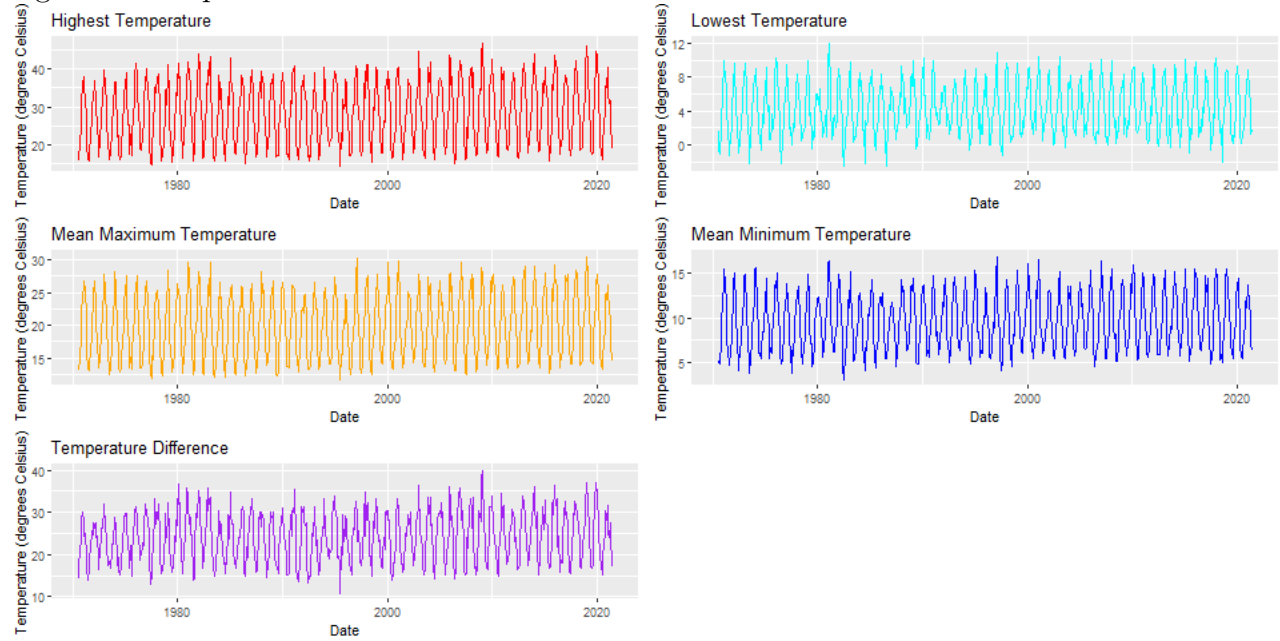 Highest Temperature
Temperature (degrees Celsius)
40
30
20
1980
2000
2020
Date
Lowest Temperature
Temperature (degrees Celsius)
12
8
4
0
1980
2000
2020
Date
Mean Maximum Temperature
Temperature (degrees Celsius)
30
25
20
15
1980
2000
2020
Date
Mean Minimum Temperature
Temperature (degrees Celsius)
15
10
5
1980
2000
2020
Date
Temperature Difference
Temperature (degrees Celsius)
40
30
20
10
1980
2000
2020
Date